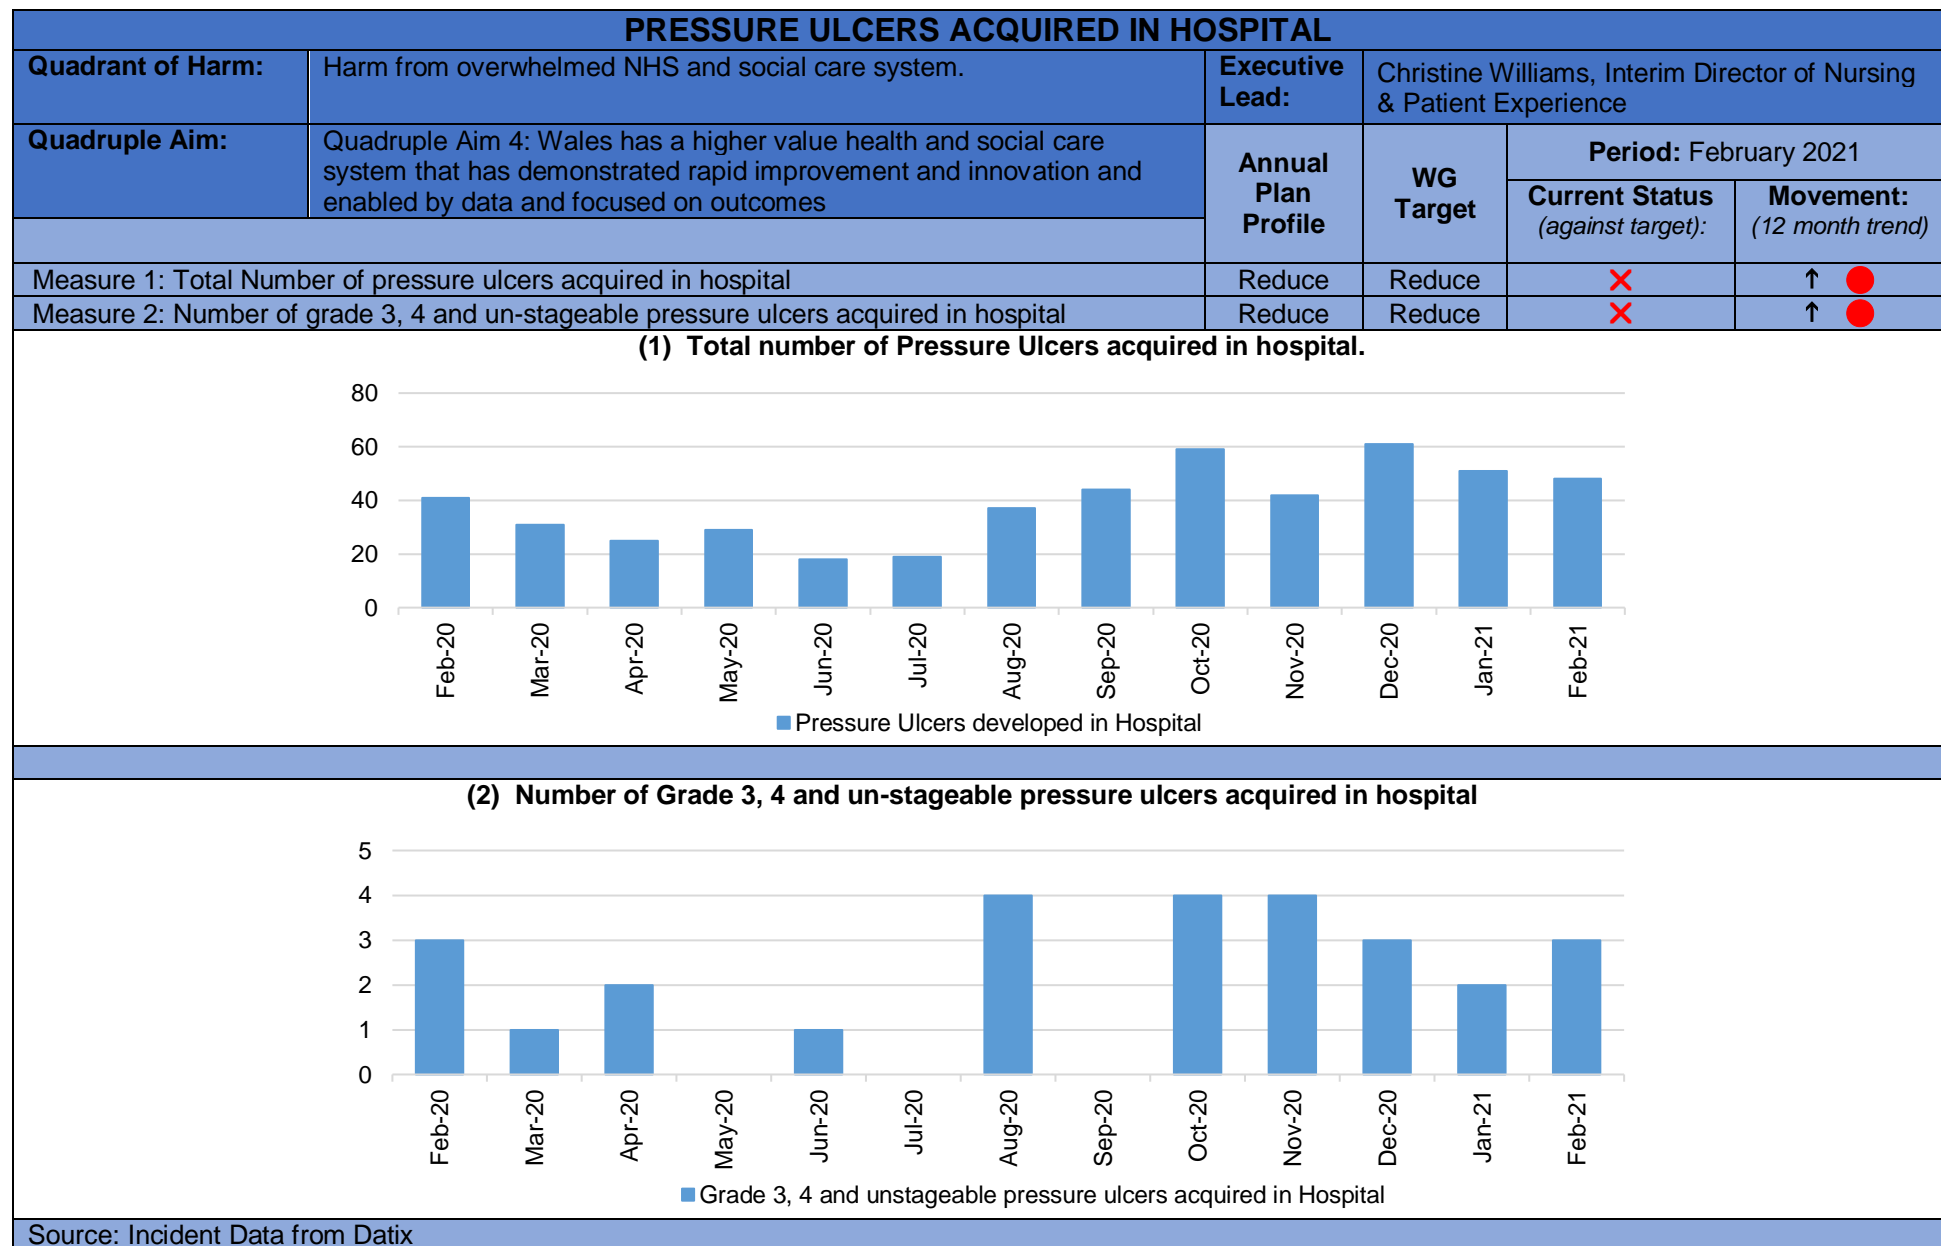 PRESSURE ULCERS ACQUIRED IN HOSPITAL
Quadrant of Harm:
Harm from overwhelmed NHS and social care system.
Executive
Lead:
Christine Williams, Interim Director of Nursing
& Patient Experience
Quadruple Aim:
Quadruple Aim 4: Wales has a higher value health and social care
system that has demonstrated rapid improvement and innovation and
enabled by data and focused on outcomes
Annual
Plan
Profile
WG
Target
Period: February 2021
Current Status
(against target):
Movement:
(12 month trend)
Measure 1: Total Number of pressure ulcers acquired in hospital
Reduce
Reduce
↑
Measure 2: Number of grade 3, 4 and un-stageable pressure ulcers acquired in hospital
Reduce
Reduce
↑
(1) Total number of Pressure Ulcers acquired in hospital.
80
60
40
20
0
Feb-20
Mar-20
Apr-20
May-20
Jun-20
Jul-20
Aug-20
Sep-20
Oct-20
Nov-20
Dec-20
Jan-21
Feb-21
Pressure Ulcers developed in Hospital
(2) Number of Grade 3, 4 and un-stageable pressure ulcers acquired in hospital
5
4
3
2
1
0
Feb-20
Mar-20
Apr-20
May-20
Jun-20
Jul-20
Aug-20
Sep-20
Oct-20
Nov-20
Dec-20
Jan-21
Feb-21
Grade 3, 4 and unstageable pressure ulcers acquired in Hospital
Source: Incident Data from Datix